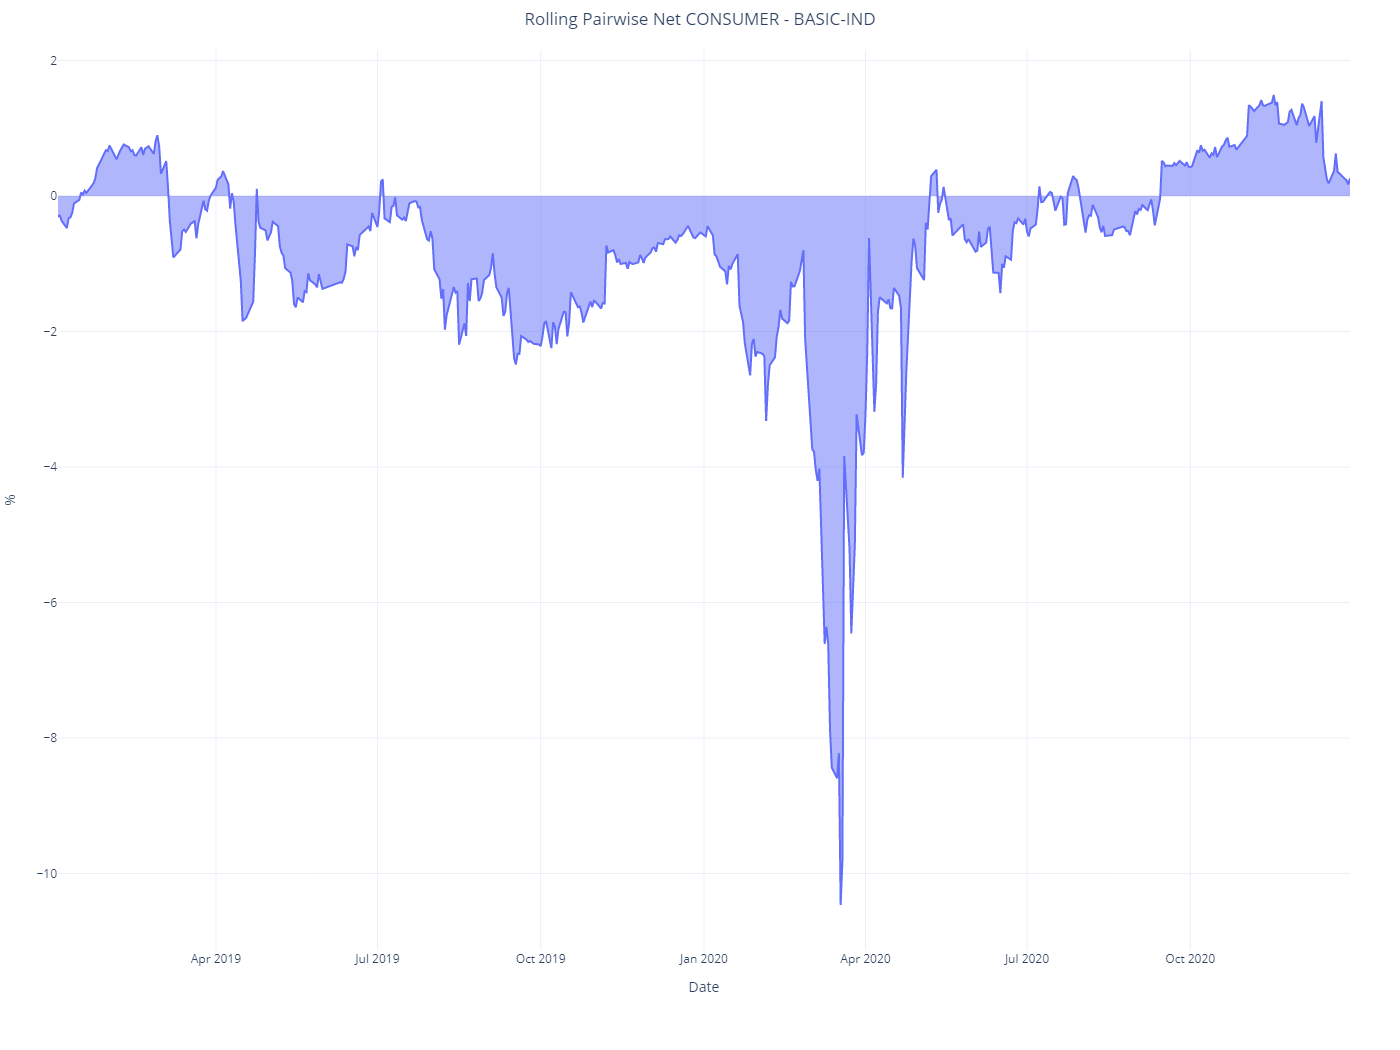 Rolling Pairwise Net CONSUMER - BASIC-IND
2
0
−2
−4
%
−6
−8
−10
Apr 2019
Jul 2019
Oct 2019
Jan 2020
Apr 2020
Jul 2020
Oct 2020
Date